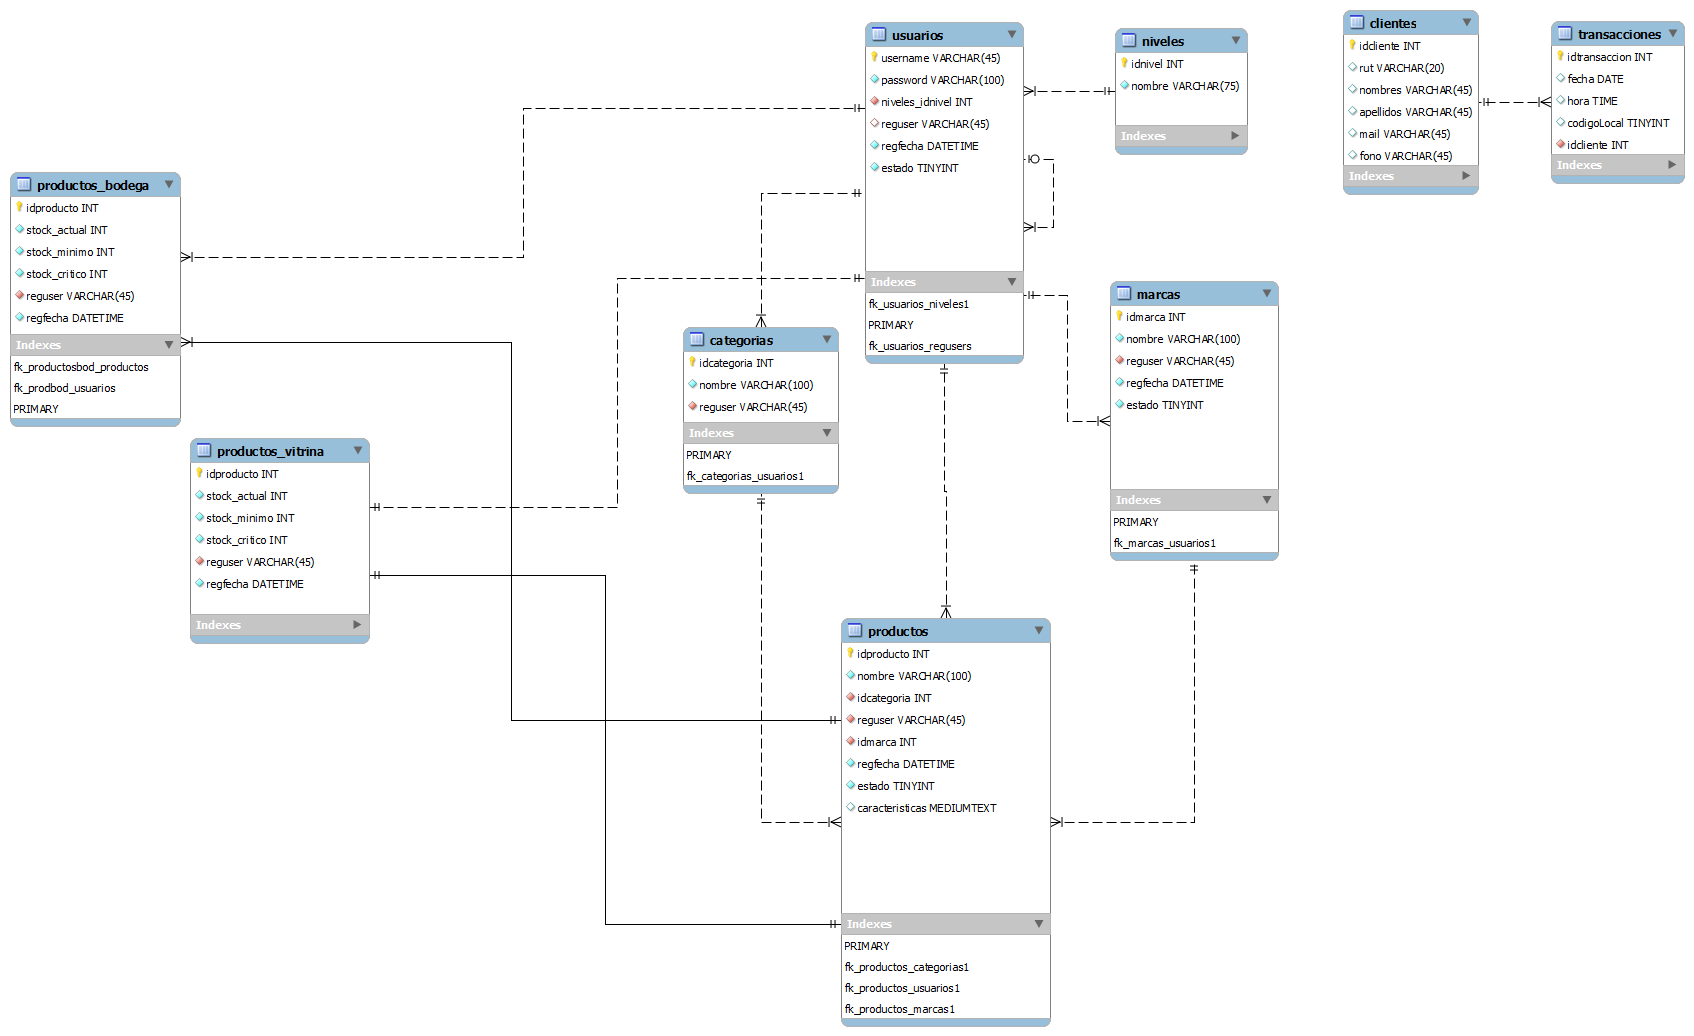 usuarios
username VARCHAR(45)
password VARCHAR(100)
niveles_idnivel INT
reguser VARCHAR(45)
regfecha DATETIME
estado TINYINT
Indexes
fk_usuarios_niveles1
PRIMARY
fk_usuarios_regusers
niveles
idnivel INT
nombre VARCHAR(75)
Indexes
clientes
idcliente INT
rut VARCHAR(20)
nombres VARCHAR(45)
apellidos VARCHAR(45)
mail VARCHAR(45)
fono VARCHAR(45)
Indexes
transacciones
idtransaccion INT
fecha DATE
hora TIME
codigoLocal TINYINT
idcliente INT
Indexes
productos_bodega
idproducto INT
stock_actual INT
stock_minimo INT
stock_critico INT
reguser VARCHAR(45)
regfecha DATETIME
Indexes
fk_productosbod_productos
fk_prodbod_usuarios
PRIMARY
categorias
idcategoria INT
nombre VARCHAR(100)
reguser VARCHAR(45)
Indexes
PRIMARY
fk_categorias_usuarios1
marcas
idmarca INT
nombre VARCHAR(100)
reguser VARCHAR(45)
regfecha DATETIME
estado TINYINT
Indexes
PRIMARY
fk_marcas_usuarios1
productos_vitrina
idproducto INT
stock_actual INT
stock_minimo INT
stock_critico INT
reguser VARCHAR(45)
regfecha DATETIME
Indexes
productos
idproducto INT
nombre VARCHAR(100)
idcategoria INT
reguser VARCHAR(45)
idmarca INT
regfecha DATETIME
estado TINYINT
caracteristicas MEDIUMTEXT
Indexes
PRIMARY
fk_productos_categorias1
fk_productos_usuarios1
fk_productos_marcas1